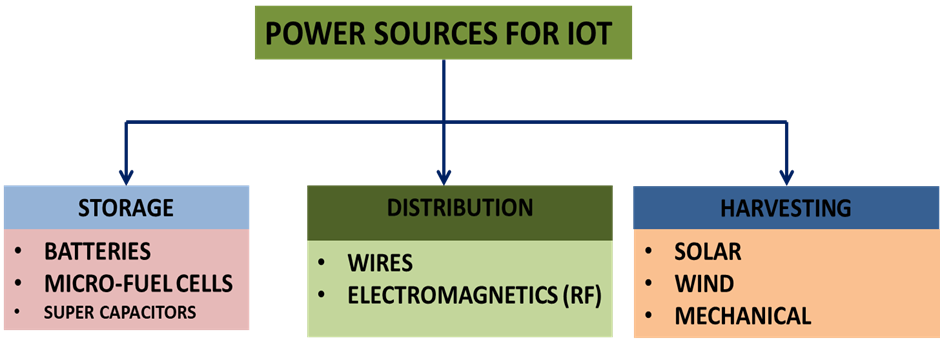 POWER SOURCES FOR IOT
STORAGE
• BATTERIES
• MICRO-FUEL CELLS
• SUPER CAPACITORS
DISTRIBUTION
• WIRES
• ELECTROMAGNETICS (RF)
HARVESTING
• SOLAR
• WIND
• MECHANICAL